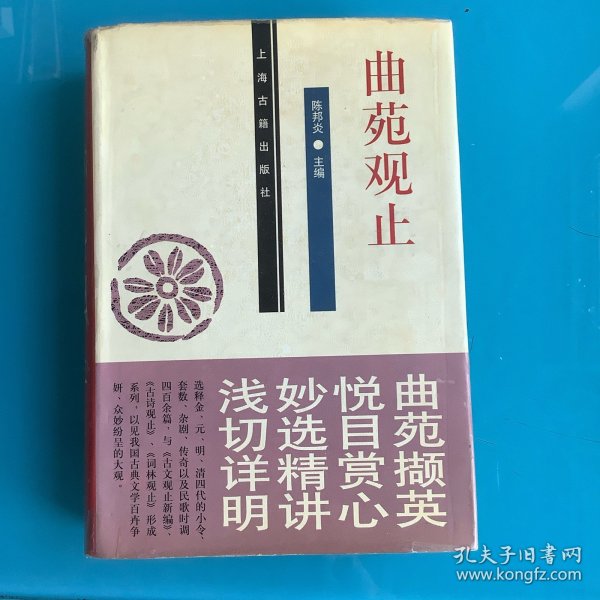 曲苑观止
陈邦炎●主编
上海古籍出版社
曲苑撷英
悦目赏心
妙选精讲
浅切详明
选释金、元、明、清四代的小令、
套数、杂剧、传奇以及民歌时调
四百余篇，与《古文观止新编》、
《古诗观止》、《词林观止》形成
系列，以见我国古典文学百卉争
妍、众妙纷呈的大观。
孔夫子旧书网
www.kongfz.com